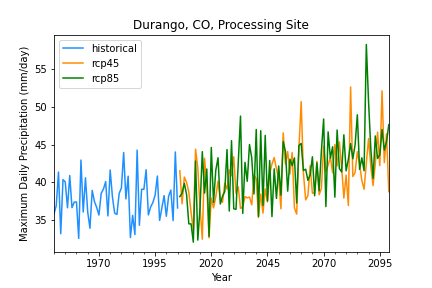 Durango, CO, Processing Site
historical
rcp45
rcp85
Maximum Daily Precipitation (mm/day)
55
50
45
40
35
1970
1995
2020
2045
2070
2095
Year